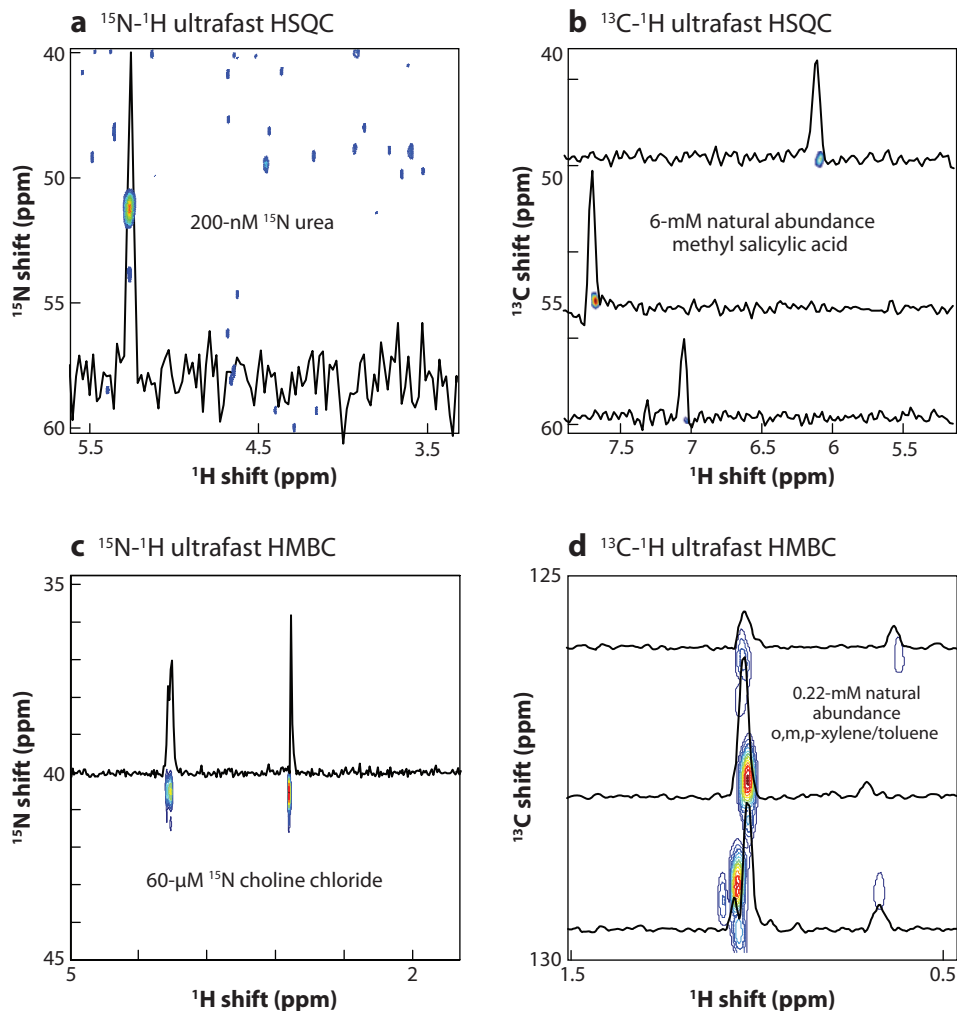 a ¹⁵N-¹H ultrafast HSQC
40
45
50
55
60
¹⁵N shift (ppm)
200-nM ¹⁵N urea
5.5 4.5 3.5
¹H shift (ppm)
b ¹³C-¹H ultrafast HSQC
40
50
55
60
¹³C shift (ppm)
6-mM natural abundance
methyl salicylic acid
7.5 7 6.5 6 5.5
¹H shift (ppm)
c ¹⁵N-¹H ultrafast HMBC
35
40
45
¹⁵N shift (ppm)
60-µM ¹⁵N choline chloride
5 2
¹H shift (ppm)
d ¹³C-¹H ultrafast HMBC
125
130
¹³C shift (ppm)
0.22-mM natural
abundance
o,m,p-xylene/toluene
1.5 0.5
¹H shift (ppm)